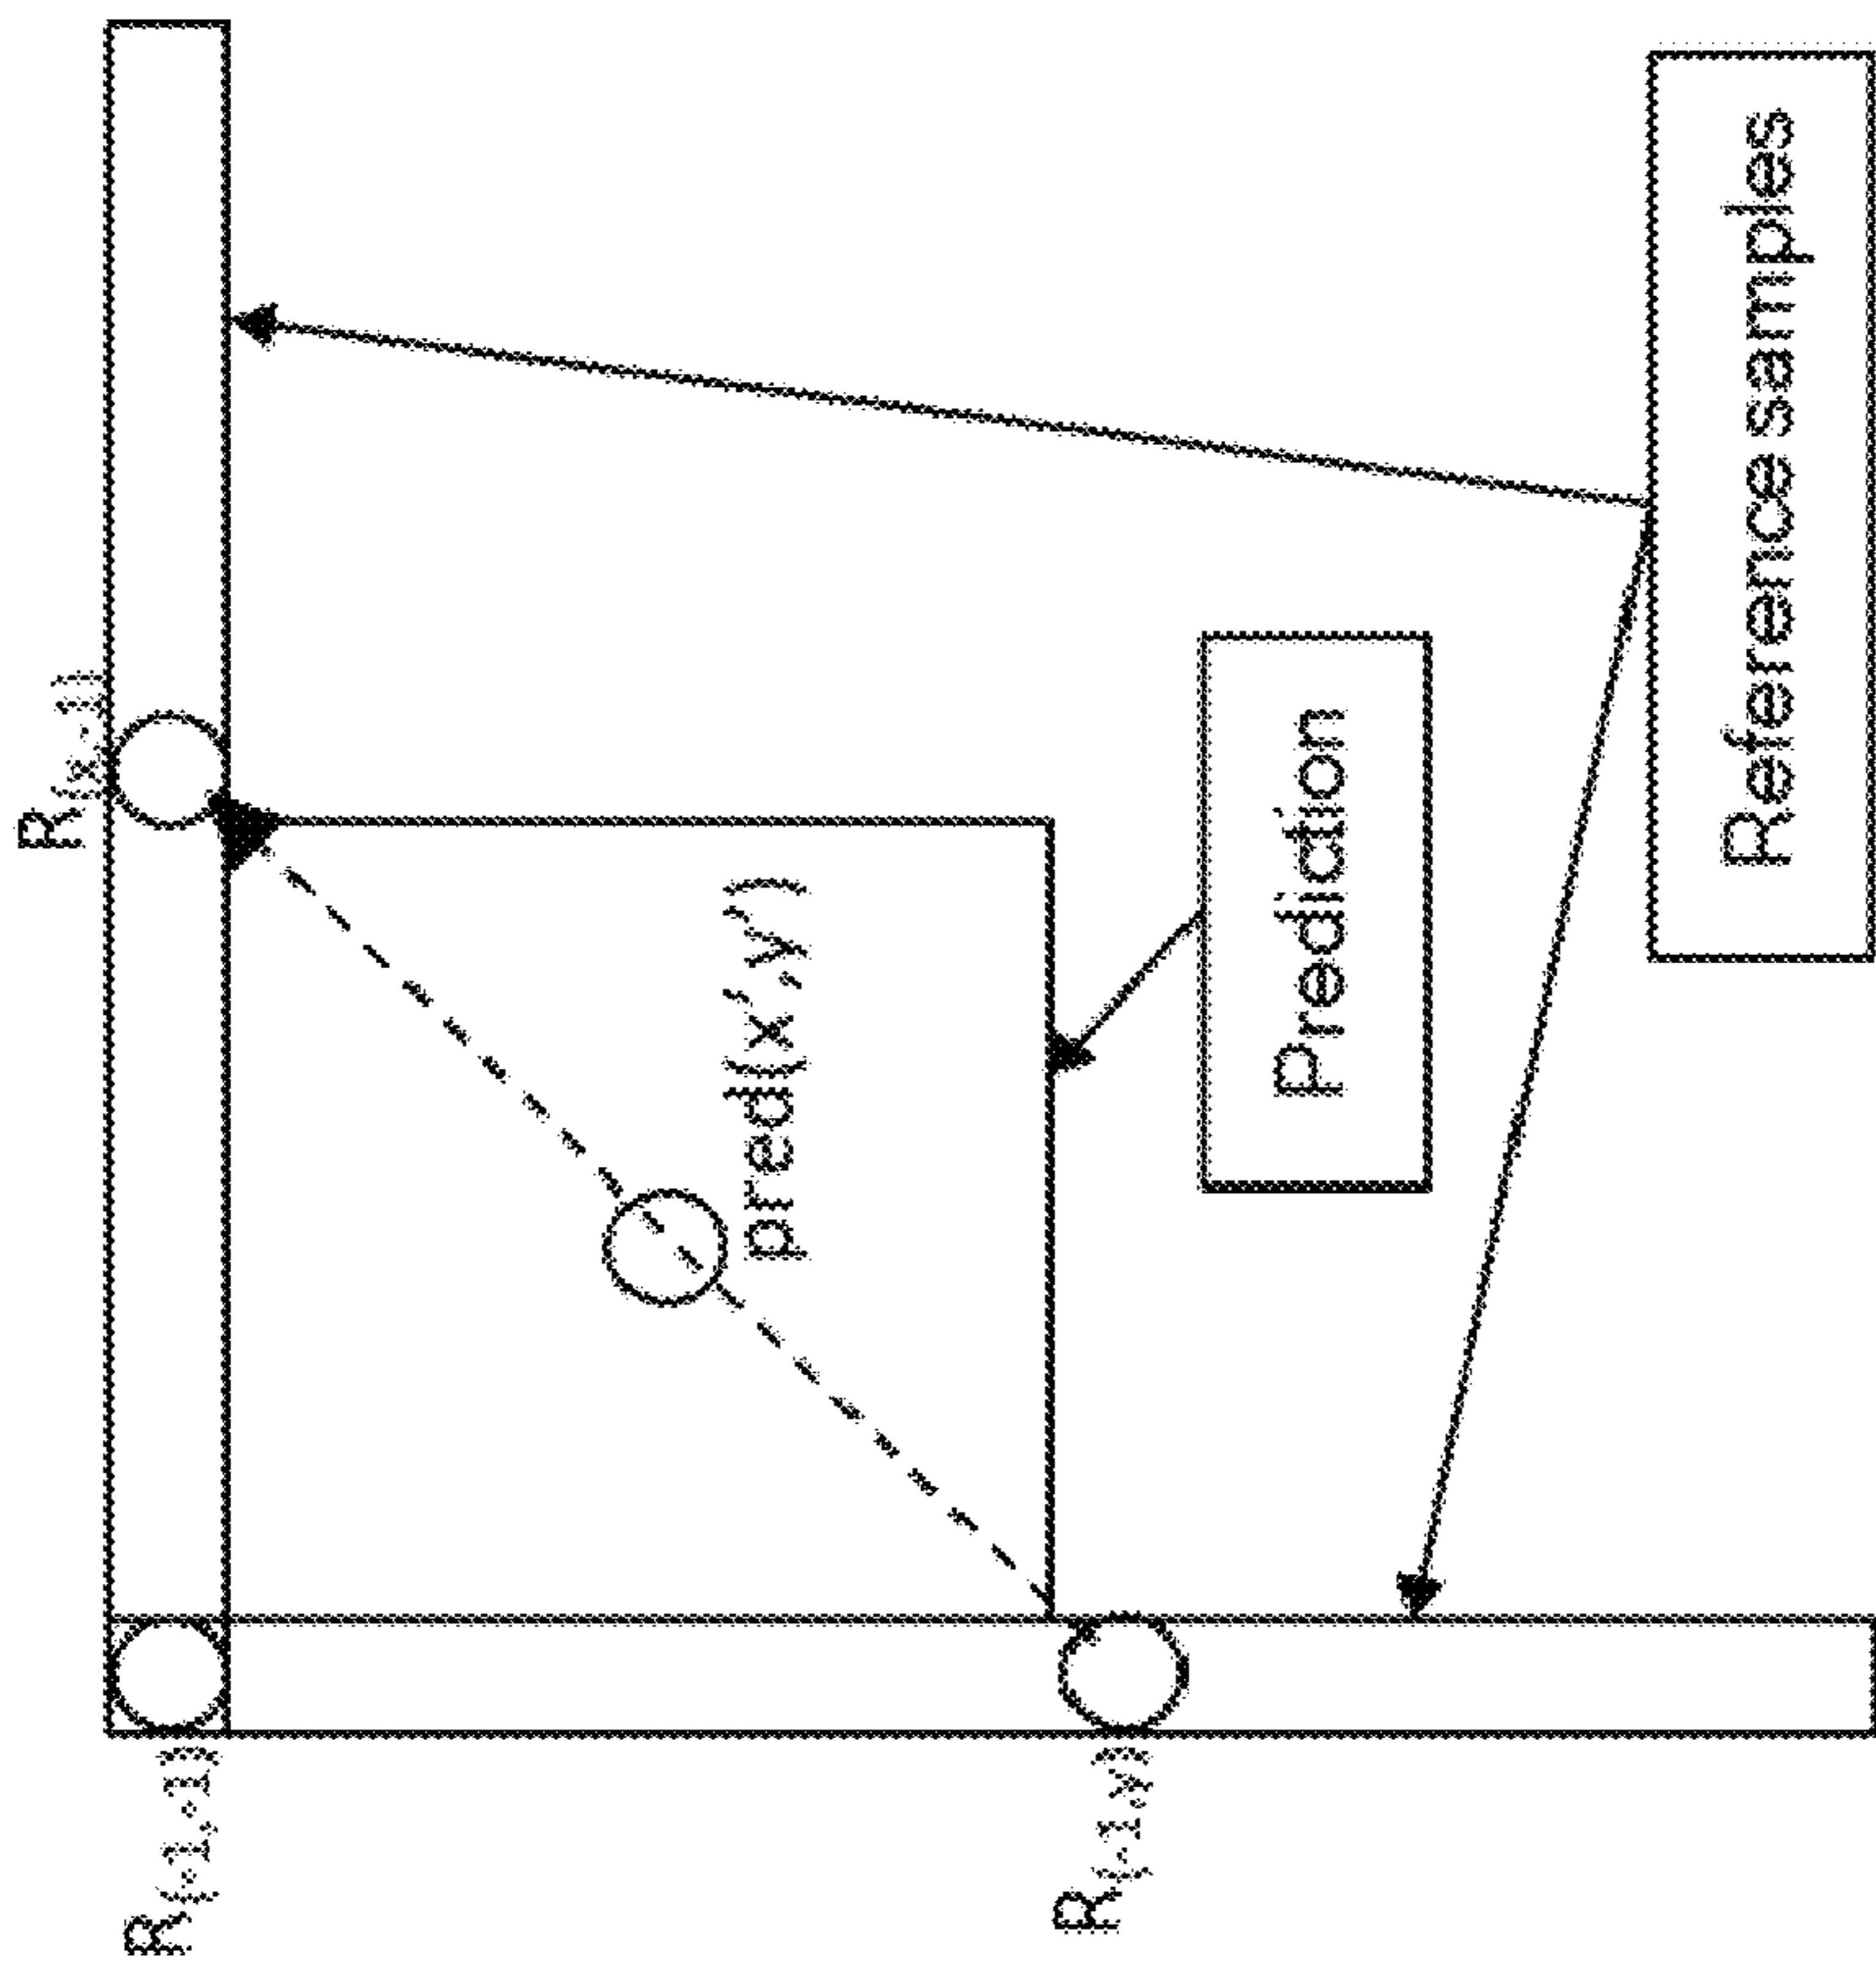 R(x,-1)
R(-1,-1)
pred(x’,y’)
R(-1,y)
Prediction
Reference samples